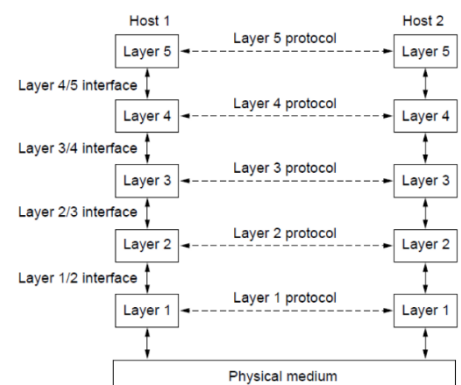 Host 1 Host 2
Layer 5 protocol
Layer 5 Layer 5
Layer 4/5 interface
Layer 4 protocol
Layer 4 Layer 4
Layer 3/4 interface
Layer 3 protocol
Layer 3 Layer 3
Layer 2/3 interface
Layer 2 protocol
Layer 2 Layer 2
Layer 1/2 interface
Layer 1 protocol
Layer 1 Layer 1
Physical medium